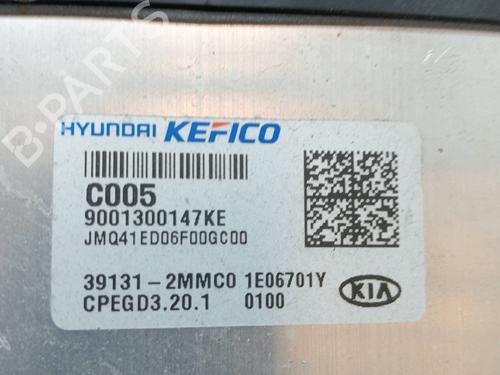 B-PARTS
HYUNDAI KEFICO
C005
9001300147KE
JMQ41ED06F00GC00
39131-2MMC0 1E06701Y
CPEGD3.20.1 0100
KIA